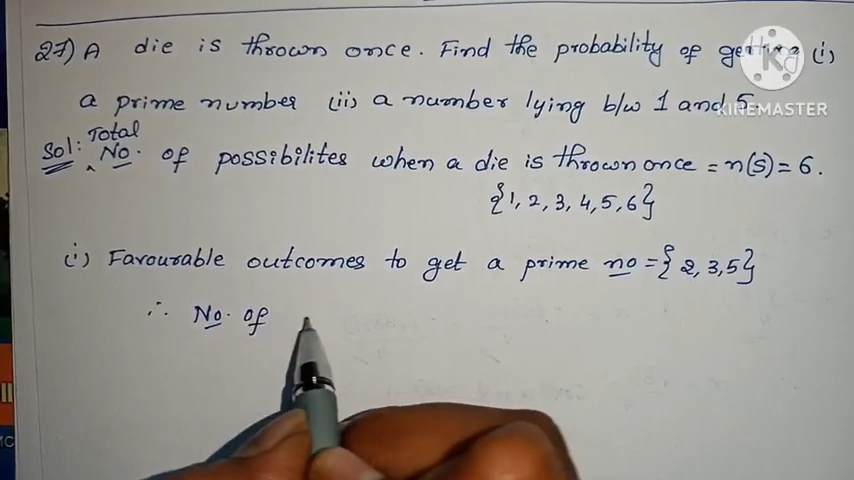 27) A die is thrown once. Find the probability of getting (i)
a prime number (ii) a number lying b/w 1 and 5
KINEMASTER
Sol: Total No. of possibilites when a die is thrown once = n(S) = 6.
{1, 2, 3, 4, 5, 6}
(i) Favourable outcomes to get a prime no = {2, 3, 5}
∴ No. of